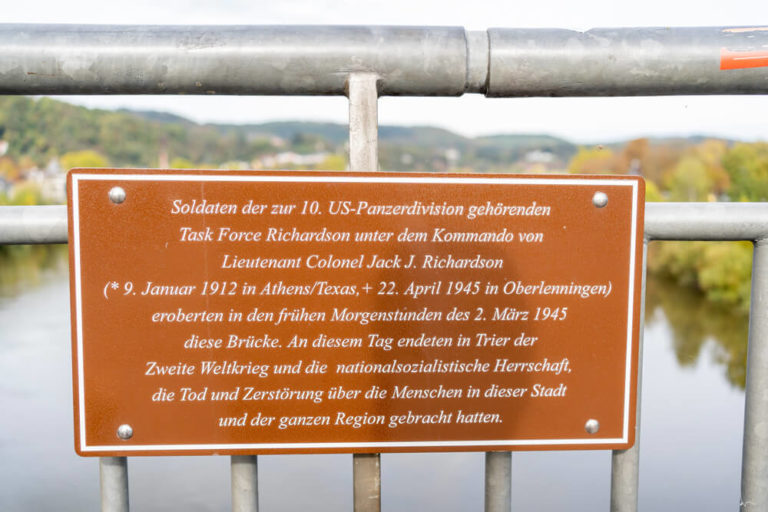 Soldaten der zur 10. US-Panzerdivision gehörenden
Task Force Richardson unter dem Kommando von
Lieutenant Colonel Jack J. Richardson
(* 9. Januar 1912 in Athens/Texas,+ 22. April 1945 in Oberlenningen)
eroberten in den frühen Morgenstunden des 2. März 1945
diese Brücke. An diesem Tag endeten in Trier der
Zweite Weltkrieg und die nationalsozialistische Herrschaft,
die Tod und Zerstörung über die Menschen in dieser Stadt
und der ganzen Region gebracht hatten.